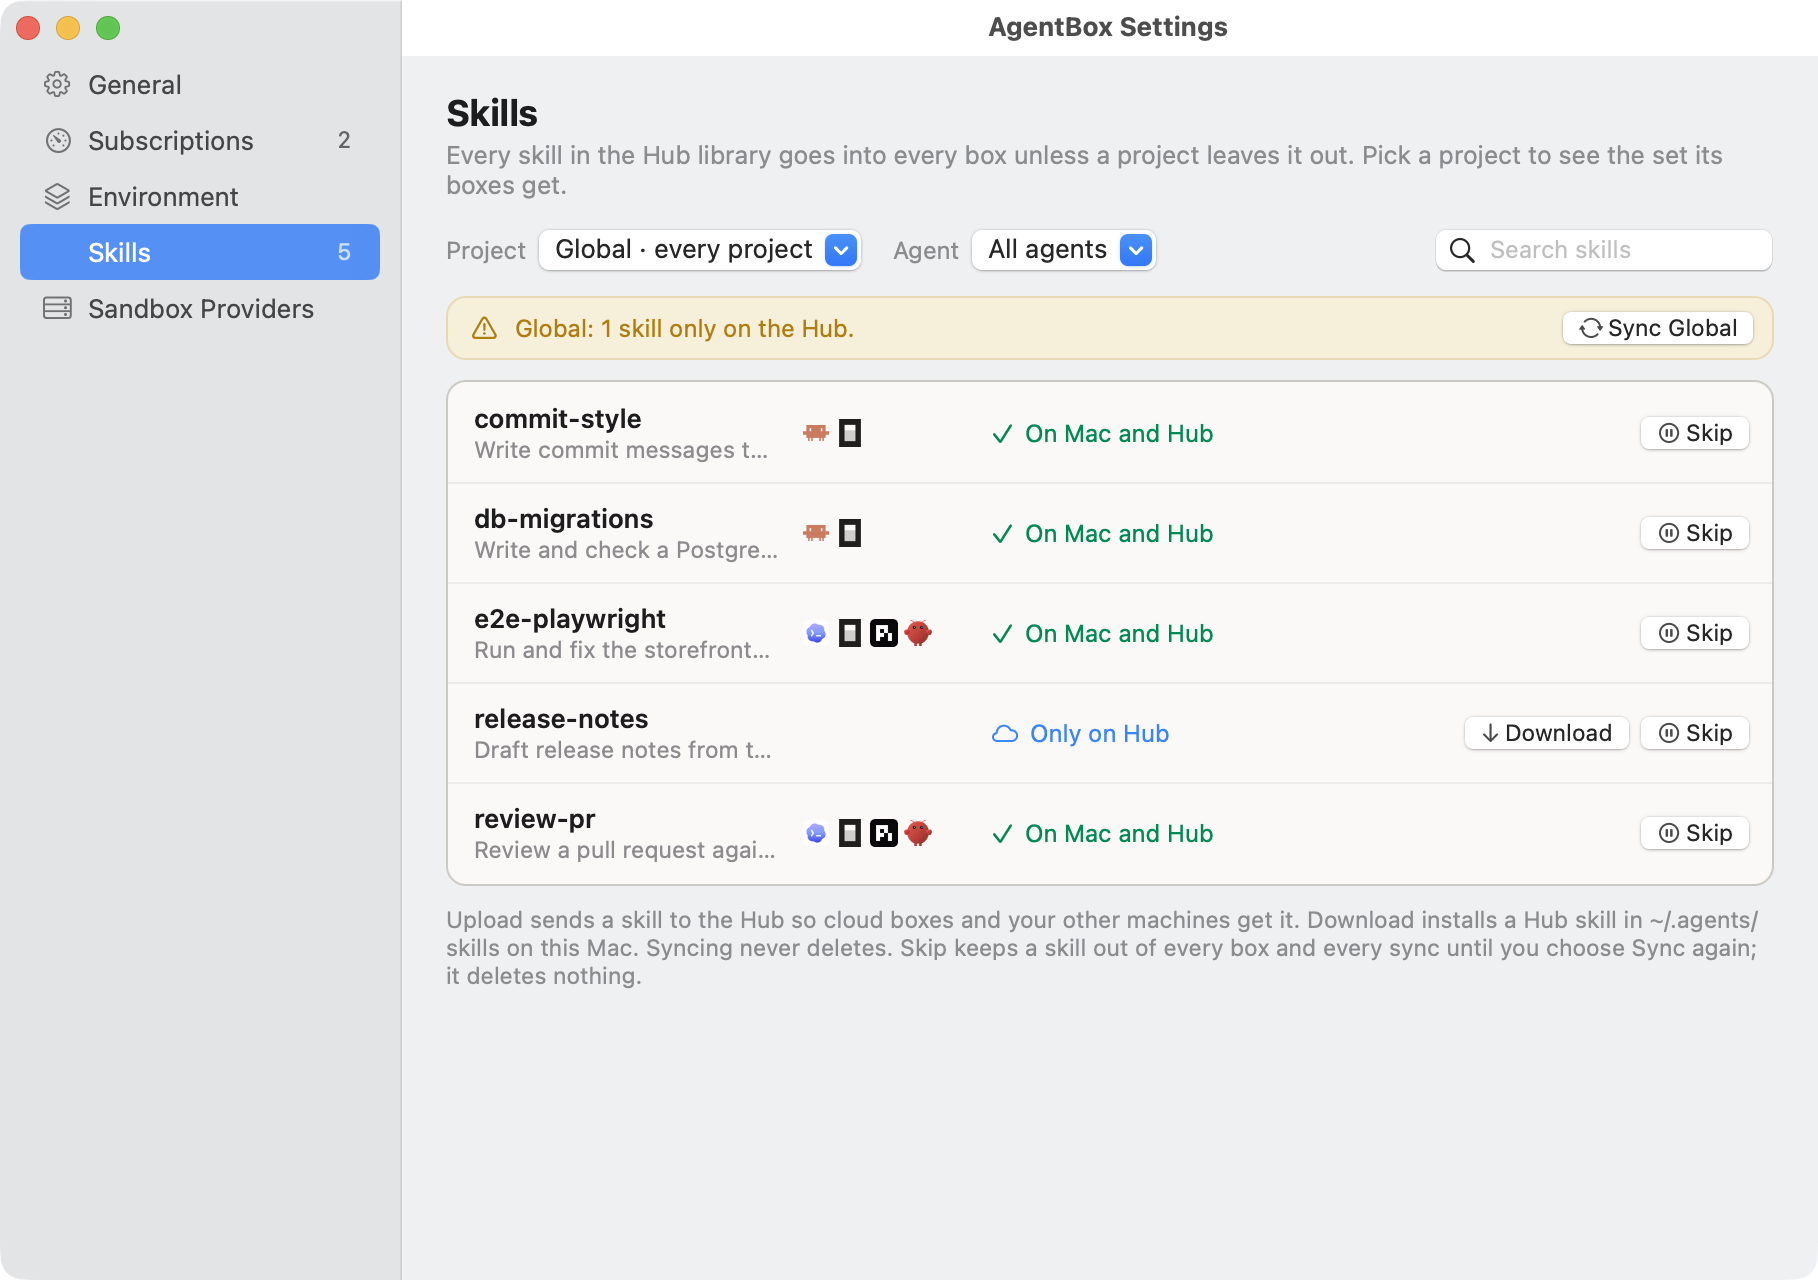 AgentBox Settings
General
Subscriptions 2
Environment
Skills 5
Sandbox Providers
Skills
Every skill in the Hub library goes into every box unless a project leaves it out. Pick a project to see the set its
boxes get.
Project Global · every project Agent All agents Search skills
Global: 1 skill only on the Hub. Sync Global
commit-style
Write commit messages t...
On Mac and Hub Skip
db-migrations
Write and check a Postgre...
On Mac and Hub Skip
e2e-playwright
Run and fix the storefront...
On Mac and Hub Skip
release-notes
Draft release notes from t...
Only on Hub Download Skip
review-pr
Review a pull request agai...
On Mac and Hub Skip
Upload sends a skill to the Hub so cloud boxes and your other machines get it. Download installs a Hub skill in ~/.agents/
skills on this Mac. Syncing never deletes. Skip keeps a skill out of every box and every sync until you choose Sync again;
it deletes nothing.